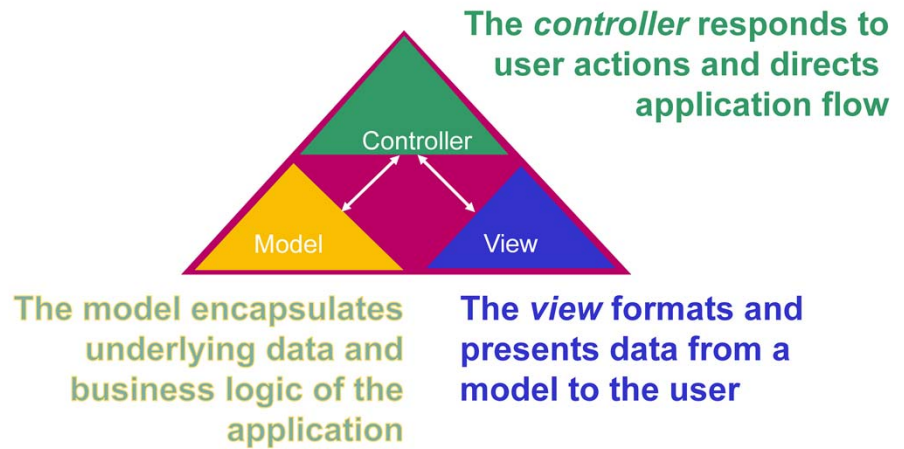 The controller responds to
user actions and directs
application flow
Controller
Model
View
The model encapsulates
underlying data and
business logic of the
application
The view formats and
presents data from a
model to the user